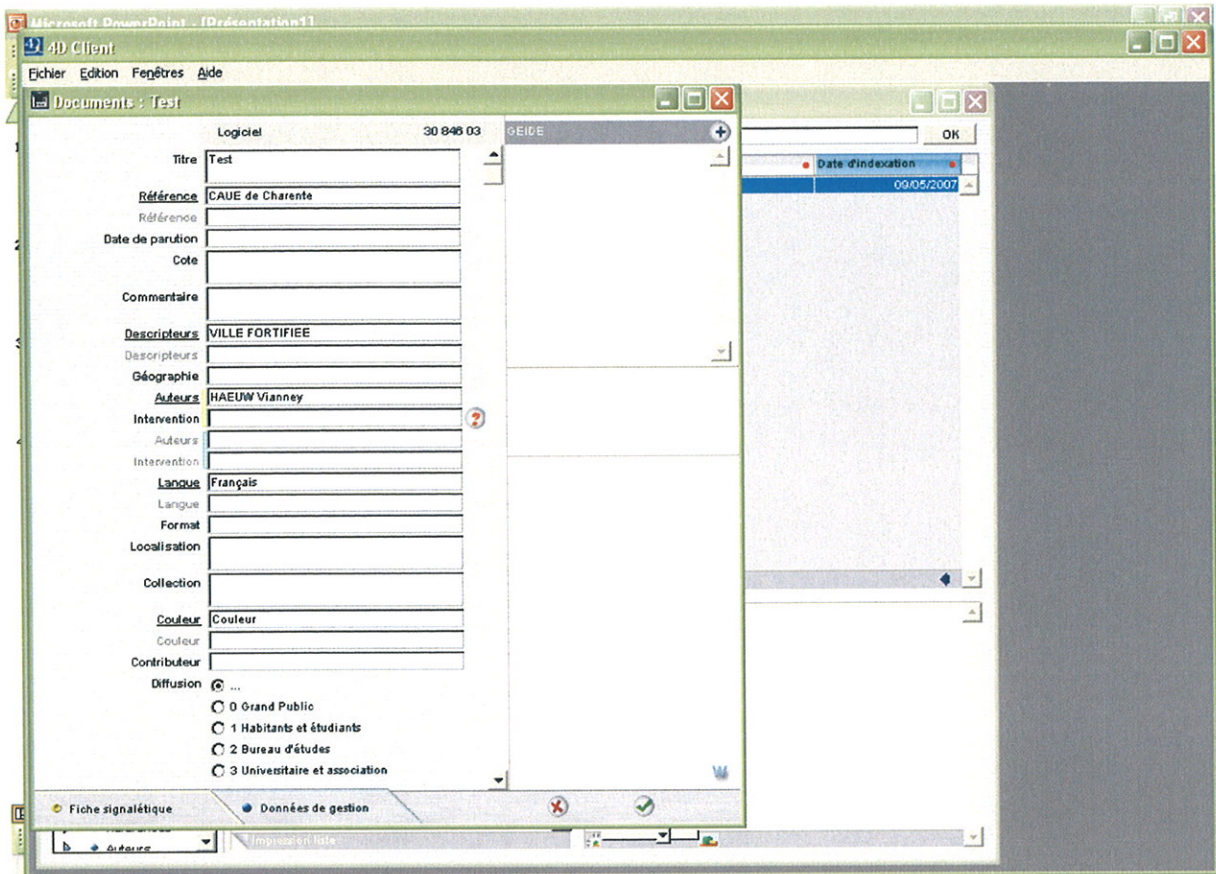 Microsoft PowerPoint - [Présentation1]
4D Client
Fichier Edition Fenêtres Aide
Documents : Test
Logiciel 30 846 03 GEIDE OK
Titre Test Date d'indexation
09/05/2007
Référence CAUE de Charente
Référence
Date de parution
Cote
Commentaire
Descripteurs VILLE FORTIFIEE
Descripteurs
Géographie
Auteurs HAEUW Vianney
Intervention ?
Auteurs
Intervention
Langue Français
Langue
Format
Localisation
Collection
Couleur Couleur
Couleur
Contributeur
Diffusion ...
0 Grand Public
1 Habitants et étudiants
2 Bureau d'études
3 Universitaire et association
W
Fiche signalétique Données de gestion
Auteurs Impression liste